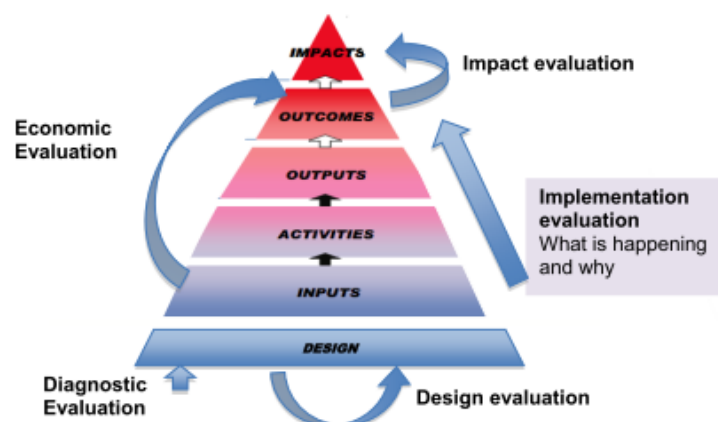 IMPACTS
Impact evaluation
OUTCOMES
Economic
Evaluation
OUTPUTS
Implementation
evaluation
What is happening
and why
ACTIVITIES
INPUTS
DESIGN
Diagnostic
Evaluation
Design evaluation